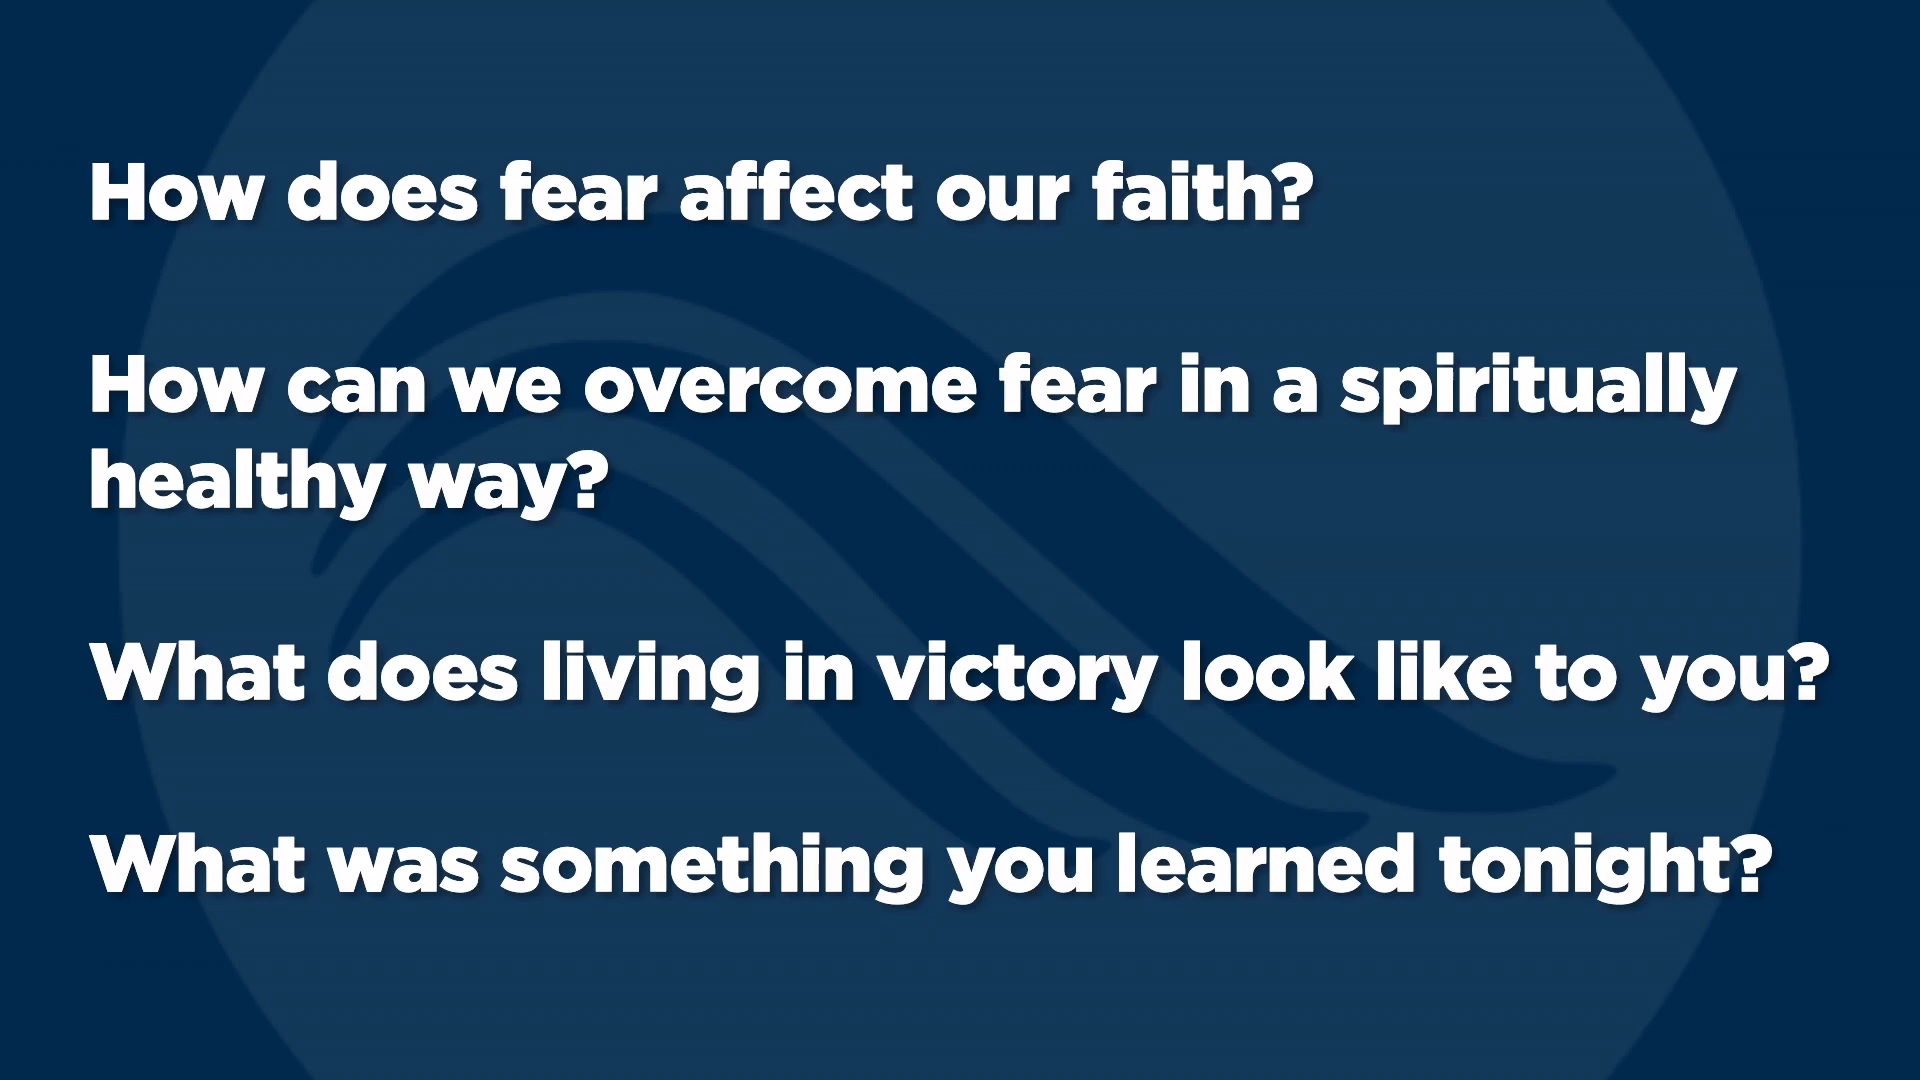 How does fear affect our faith?
How can we overcome fear in a spiritually
healthy way?
What does living in victory look like to you?
What was something you learned tonight?